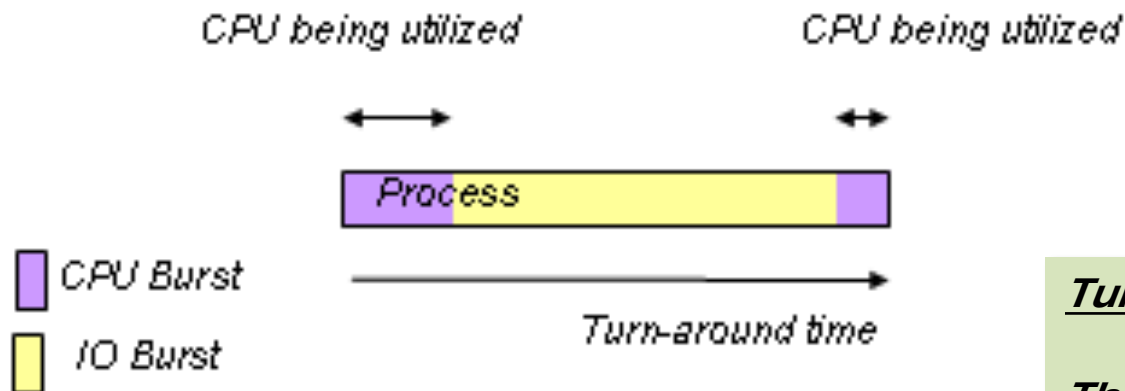 CPU being utilized CPU being utilized
Process
CPU Burst
Turn-around time
IO Burst